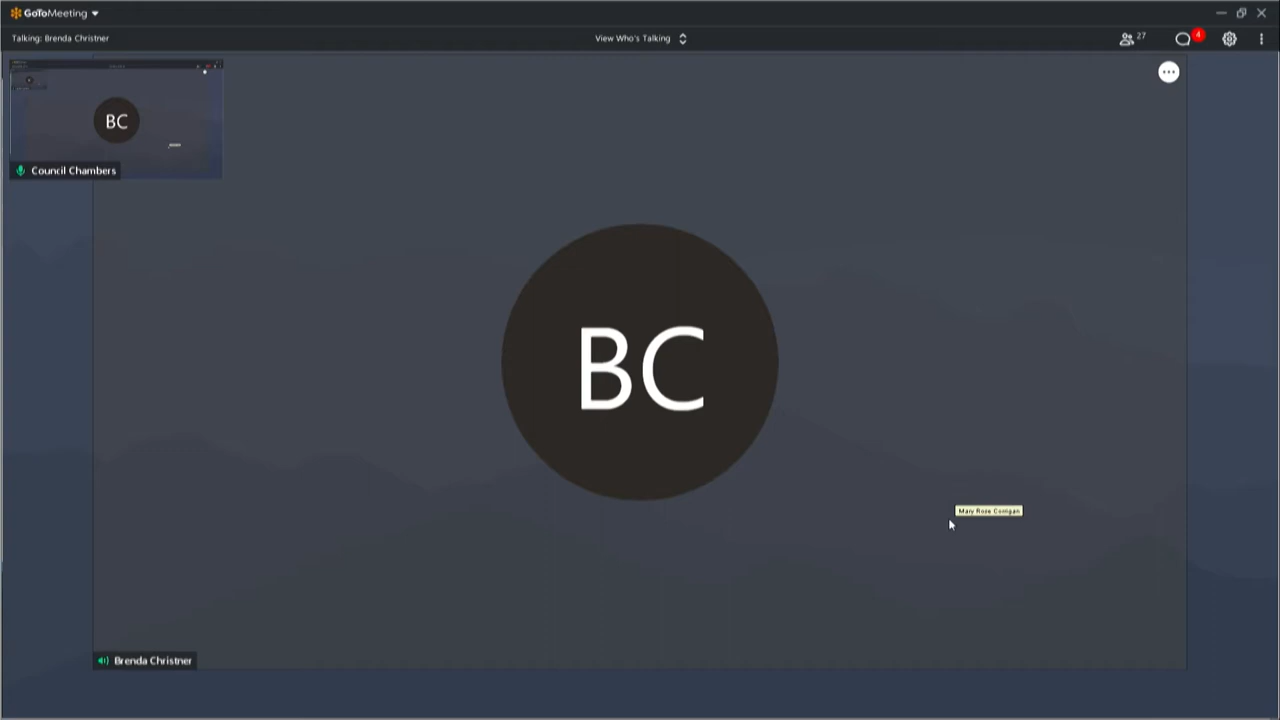 GoToMeeting
Talking: Brenda Christner
View Who's Talking
27
4
BC
Council Chambers
BC
Mary Rose Corrigan
Brenda Christner